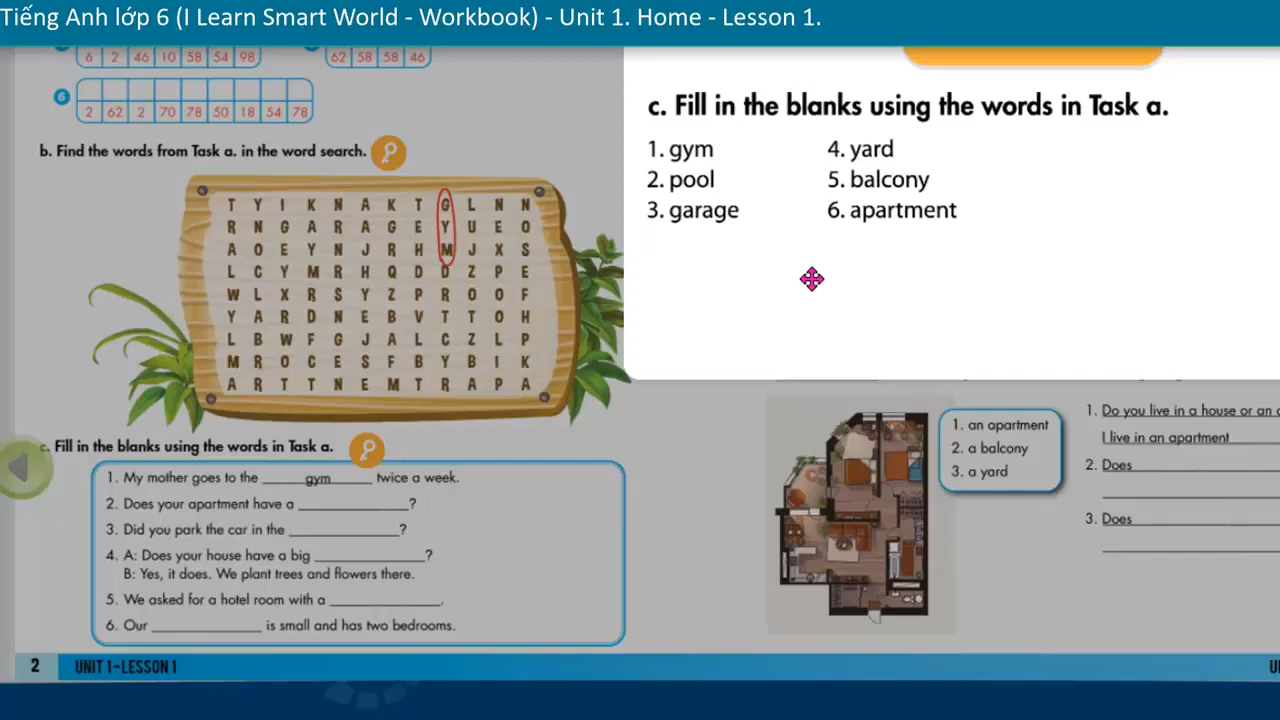 Tiếng Anh lớp 6 (I Learn Smart World - Workbook) - Unit 1. Home - Lesson 1.
6 2 46 10 58 54 98
62 58 58 46
6
2 62 2 70 78 50 18 54 78
b. Find the words from Task a. in the word search.
T Y I K N A K T G L N N
R N G A R A G E Y U E O
A O E Y N J R H M J X S
L C Y M R H Q D D Z P E
W L X R S Y Z P R O O F
Y A R D N E B V T T O H
L B W F G J A L C Z L P
M R O C E S F B Y B I K
A R T T N E M T R A P A
c. Fill in the blanks using the words in Task a.
1. My mother goes to the ______gym______ twice a week.
2. Does your apartment have a ____________?
3. Did you park the car in the ____________?
4. A: Does your house have a big ____________?
B: Yes, it does. We plant trees and flowers there.
5. We asked for a hotel room with a ____________.
6. Our ____________ is small and has two bedrooms.
2 UNIT 1-LESSON 1
c. Fill in the blanks using the words in Task a.
1. gym
2. pool
3. garage
4. yard
5. balcony
6. apartment
1. an apartment
2. a balcony
3. a yard
1. Do you live in a house or an
I live in an apartment
2. Does
3. Does